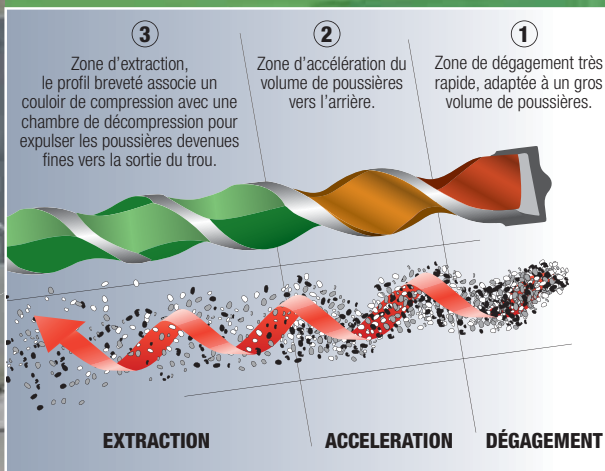 3
Zone d'extraction,
le profil breveté associe un
couloir de compression avec une
chambre de décompression pour
expulser les poussières devenues
fines vers la sortie du trou.
2
Zone d'accélération du
volume de poussières
vers l'arrière.
1
Zone de dégagement très
rapide, adaptée à un gros
volume de poussières.
EXTRACTION
ACCELERATION
DÉGAGEMENT